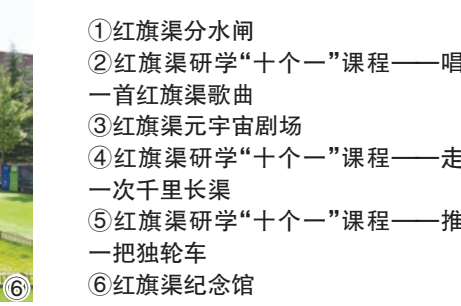 ①红旗渠分水闸
②红旗渠研学“十个一”课程——唱
一首红旗渠歌曲
③红旗渠元宇宙剧场
④红旗渠研学“十个一”课程——走
一次千里长渠
⑤红旗渠研学“十个一”课程——推
一把独轮车
⑥红旗渠纪念馆
⑥